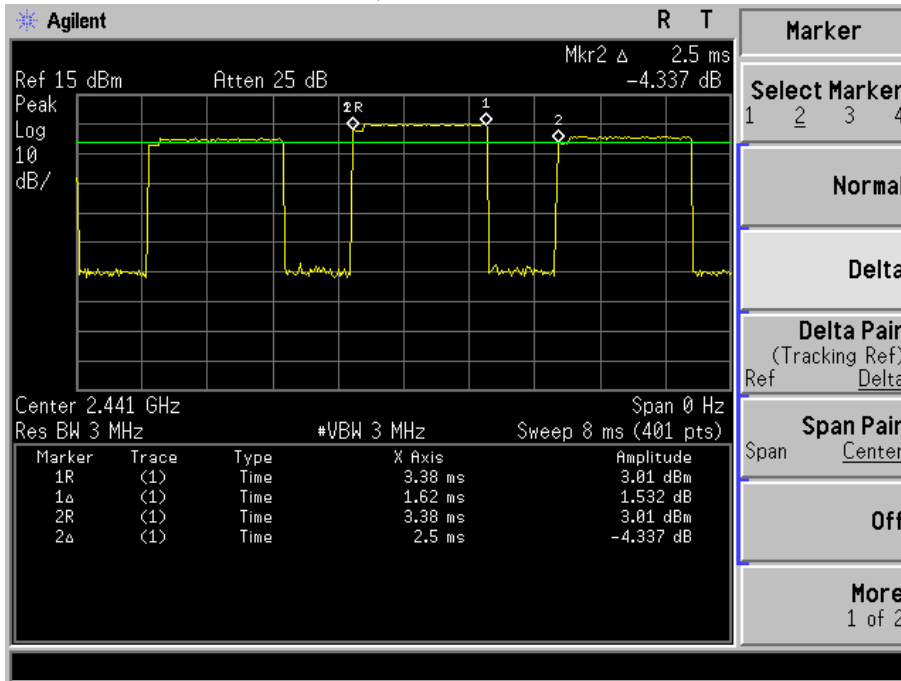 Agilent R T
Marker
Mkr2 Δ 2.5 ms
Ref 15 dBm Atten 25 dB -4.337 dB
Peak
Log
10
dB/
1R
1
2
Select Marker
1 2 3 4
Normal
Delta
Delta Pair
(Tracking Ref)
Ref Delta
Span Pair
Span Center
Off
More
1 of 2
Center 2.441 GHz Span 0 Hz
Res BW 3 MHz #VBW 3 MHz Sweep 8 ms (401 pts)
Marker Trace Type X Axis Amplitude
1R (1) Time 3.38 ms 3.01 dBm
1Δ (1) Time 1.62 ms 1.532 dB
2R (1) Time 3.38 ms 3.01 dBm
2Δ (1) Time 2.5 ms -4.337 dB